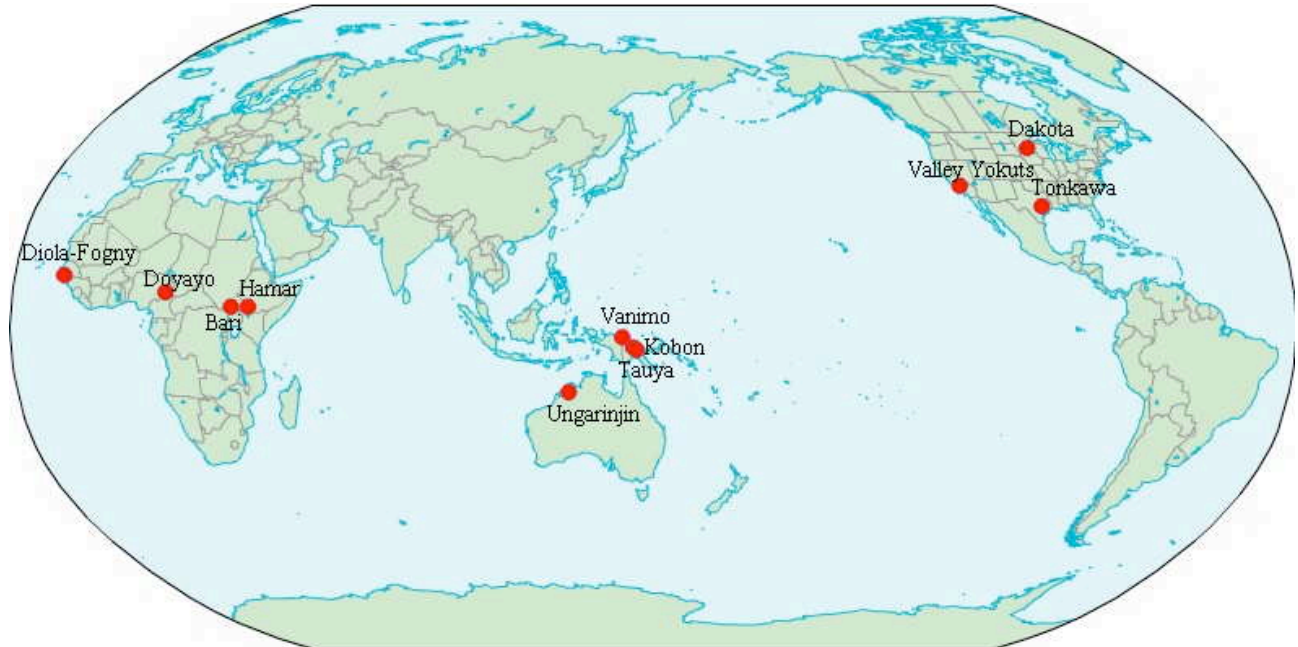 Dakota
Valley Yokuts
Tonkawa
Diola-Fogny
Doyayo
Hamar
Bari
Vanimo
Kobon
Tauya
Ungarinjin